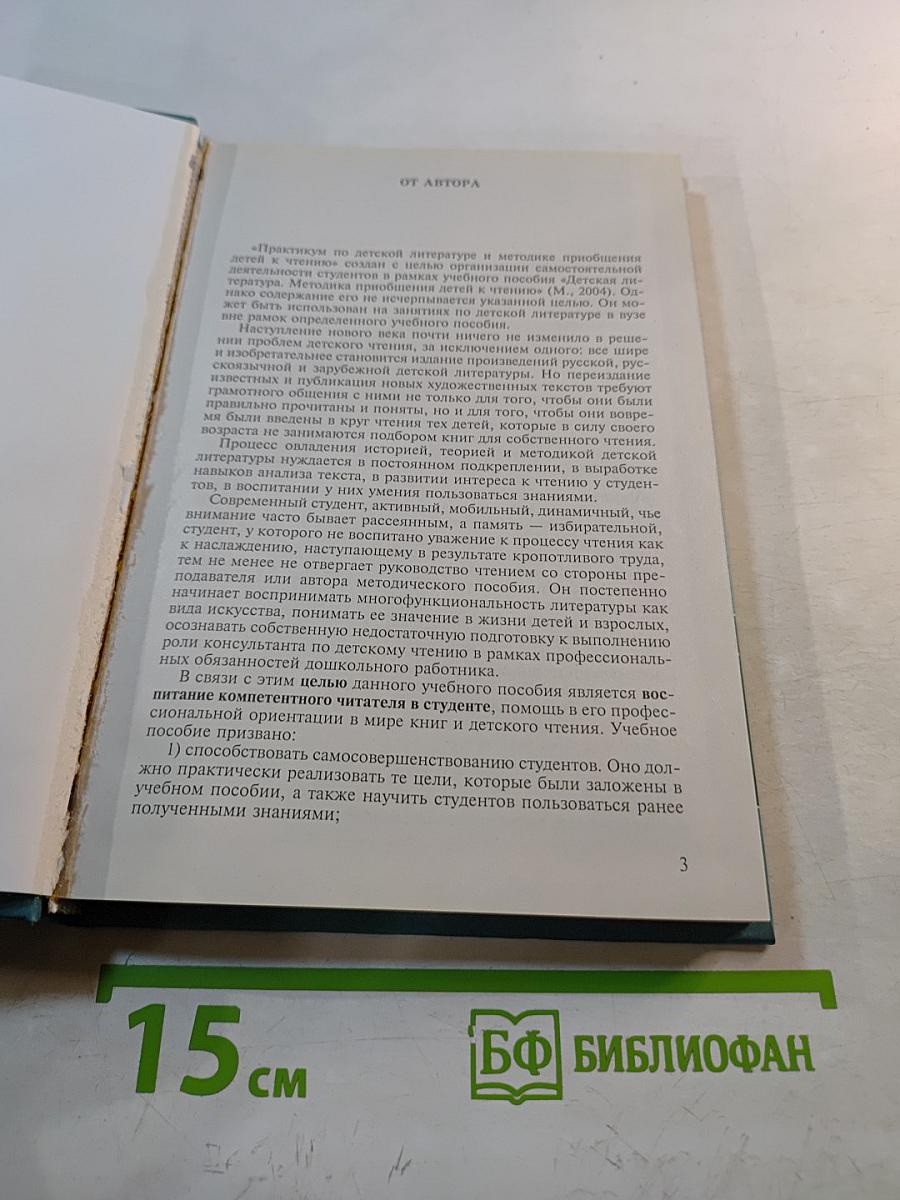 ОТ АВТОРА
«Практикум по детской литературе и методике приобщения
детей к чтению» создан с целью организации самостоятельной
деятельности студентов в рамках учебного пособия «Детская ли-
тература. Методика приобщения детей к чтению» (М., 2004). Од-
нако содержание его не исчерпывается указанной целью. Он мо-
жет быть использован на занятиях по детской литературе в вузе
вне рамок определенного учебного пособия.
Наступление нового века почти ничего не изменило в реше-
нии проблем детского чтения, за исключением одного: все шире
и изобретательнее становится издание произведений русской, рус-
скоязычной и зарубежной детской литературы. Но переиздание
известных и публикация новых художественных текстов требуют
грамотного общения с ними не только для того, чтобы они были
правильно прочитаны и поняты, но и для того, чтобы они вовре-
мя были введены в круг чтения тех детей, которые в силу своего
возраста не занимаются подбором книг для собственного чтения.
Процесс овладения историей, теорией и методикой детской
литературы нуждается в постоянном подкреплении, в выработке
навыков анализа текста, в развитии интереса к чтению у студен-
тов, в воспитании у них умения пользоваться знаниями.
Современный студент, активный, мобильный, динамичный, чье
внимание часто бывает рассеянным, а память — избирательной,
студент, у которого не воспитано уважение к процессу чтения как
к наслаждению, наступающему в результате кропотливого труда,
тем не менее не отвергает руководство чтением со стороны пре-
подавателя или автора методического пособия. Он постепенно
начинает воспринимать многофункциональность литературы как
вида искусства, понимать ее значение в жизни детей и взрослых,
осознавать собственную недостаточную подготовку к выполнению
роли консультанта по детскому чтению в рамках профессиональ-
ных обязанностей дошкольного работника.
В связи с этим целью данного учебного пособия является вос-
питание компетентного читателя в студенте, помощь в его профес-
сиональной ориентации в мире книг и детского чтения. Учебное
пособие призвано:
1) способствовать самосовершенствованию студентов. Оно дол-
жно практически реализовать те цели, которые были заложены в
учебном пособии, а также научить студентов пользоваться ранее
полученными знаниями;
3
15 см
БФ БИБЛИОФАН